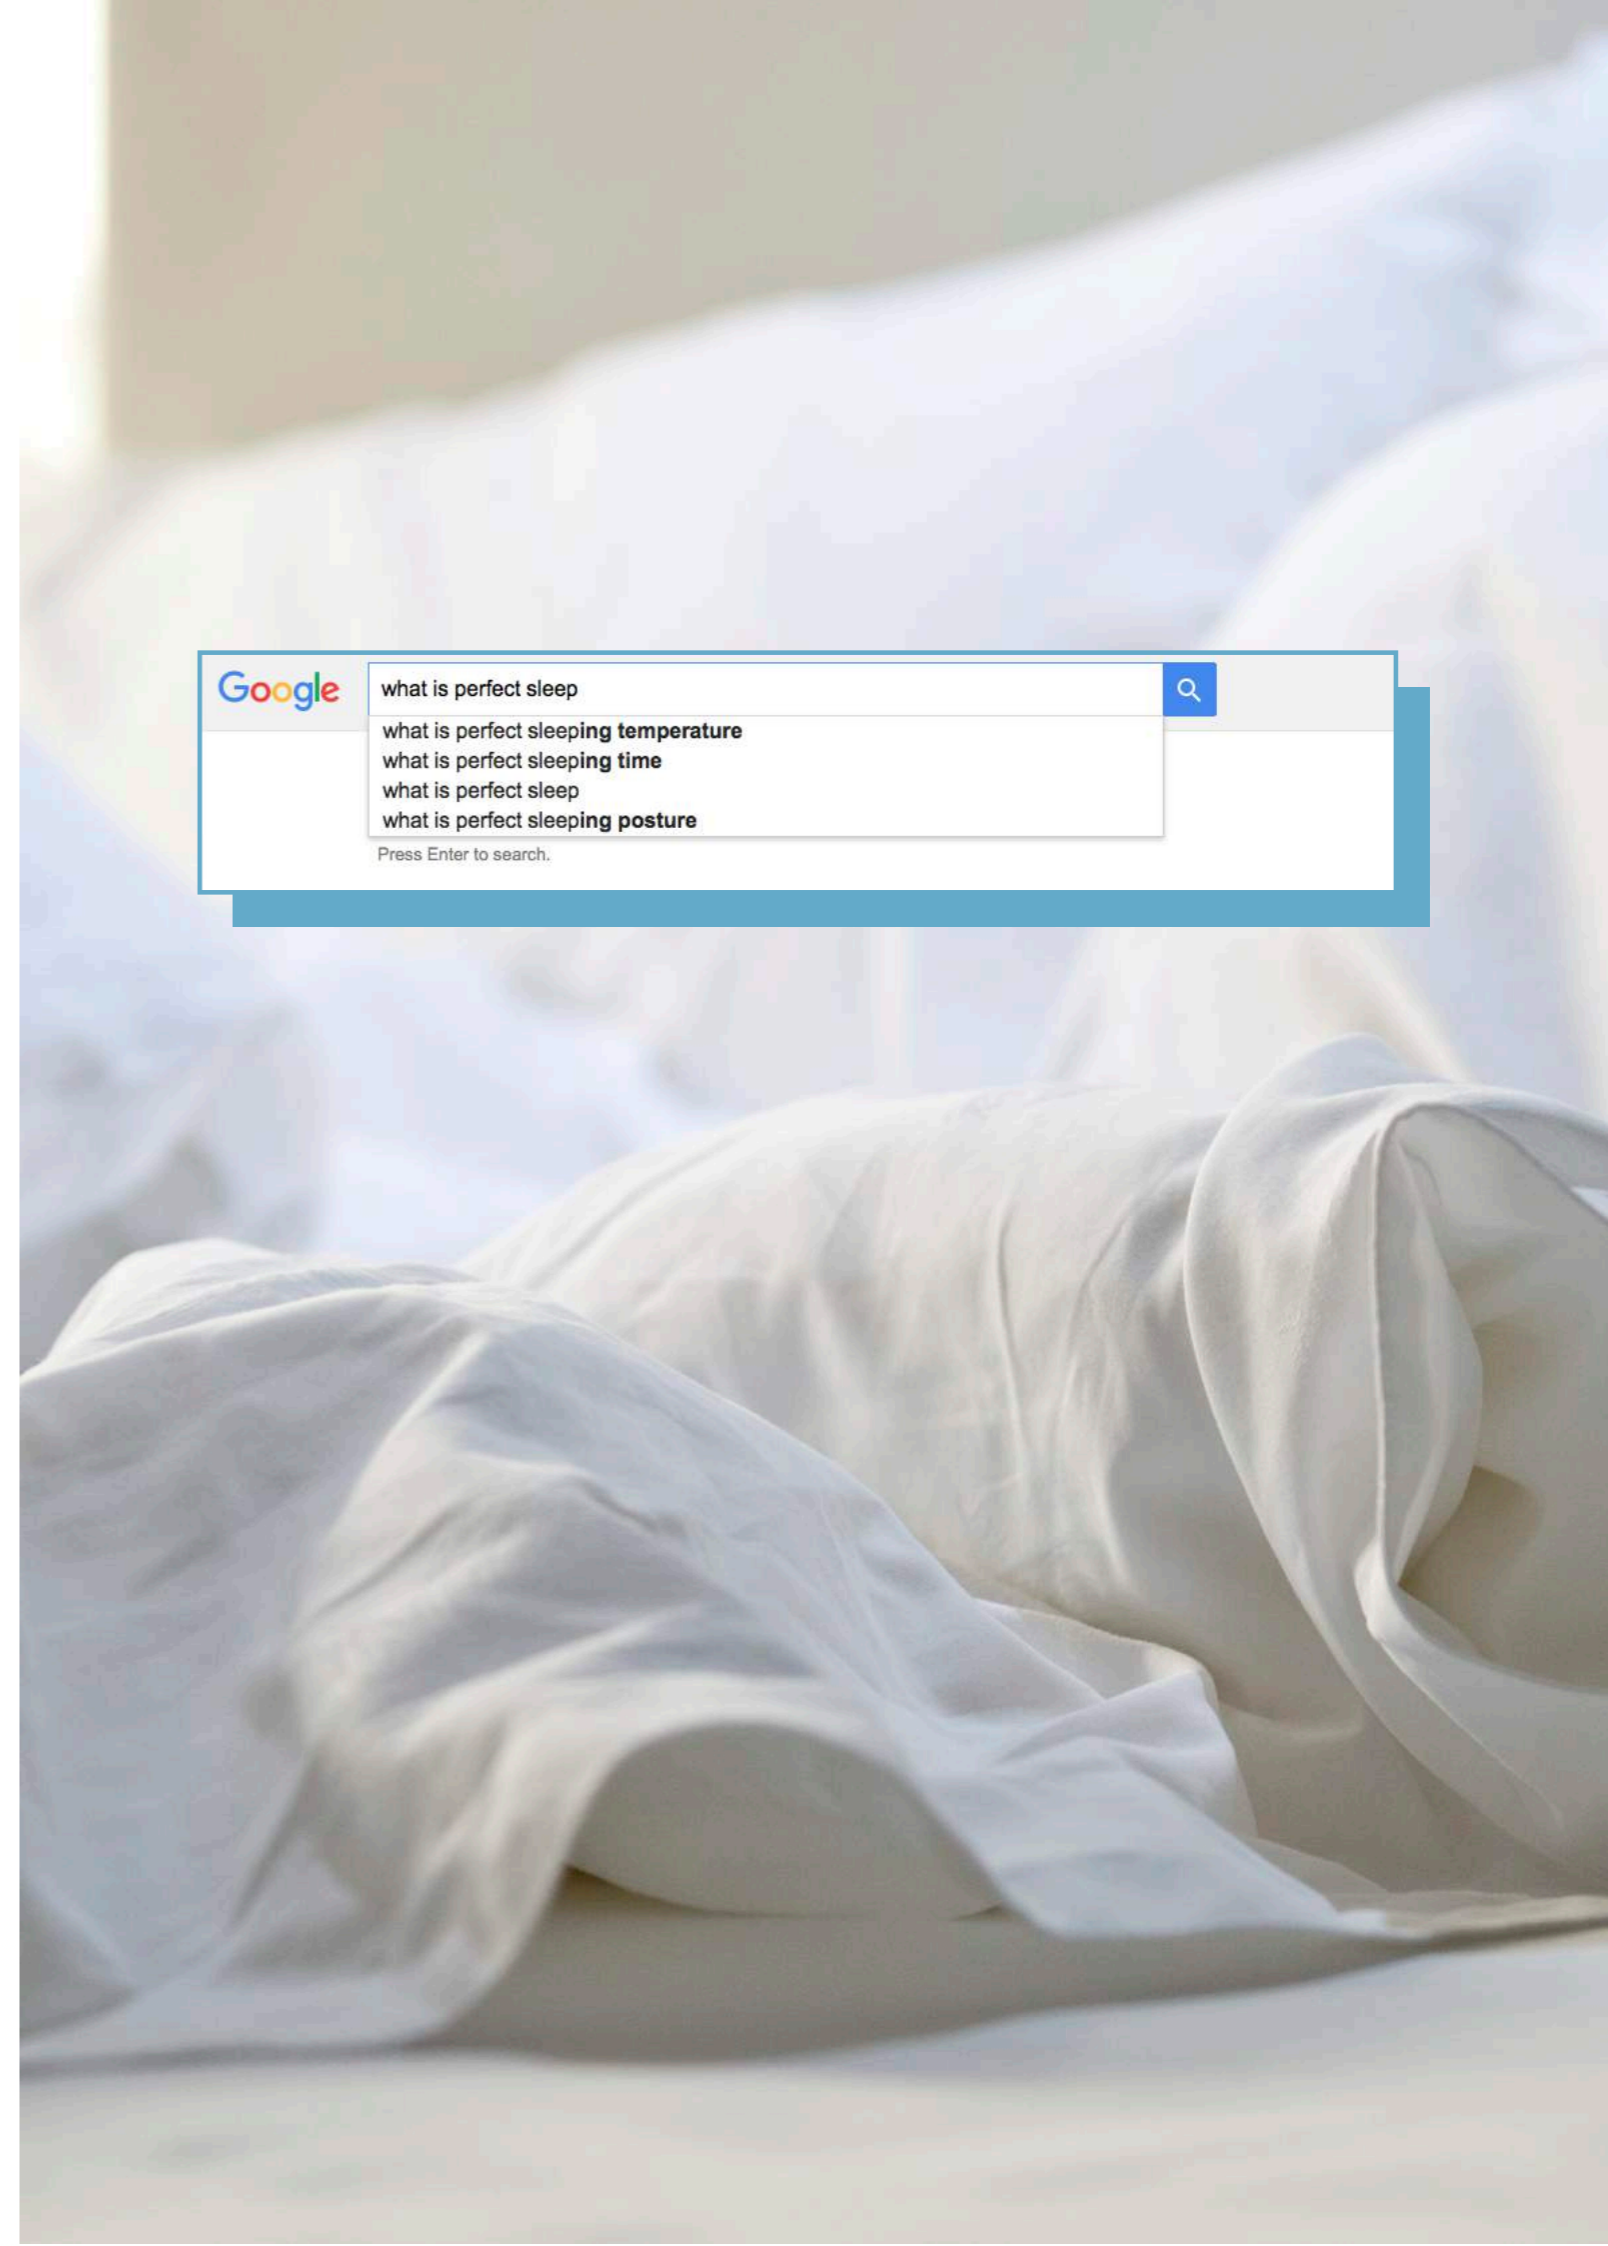 Google
what is perfect sleep
what is perfect sleeping temperature
what is perfect sleeping time
what is perfect sleep
what is perfect sleeping posture
Press Enter to search.